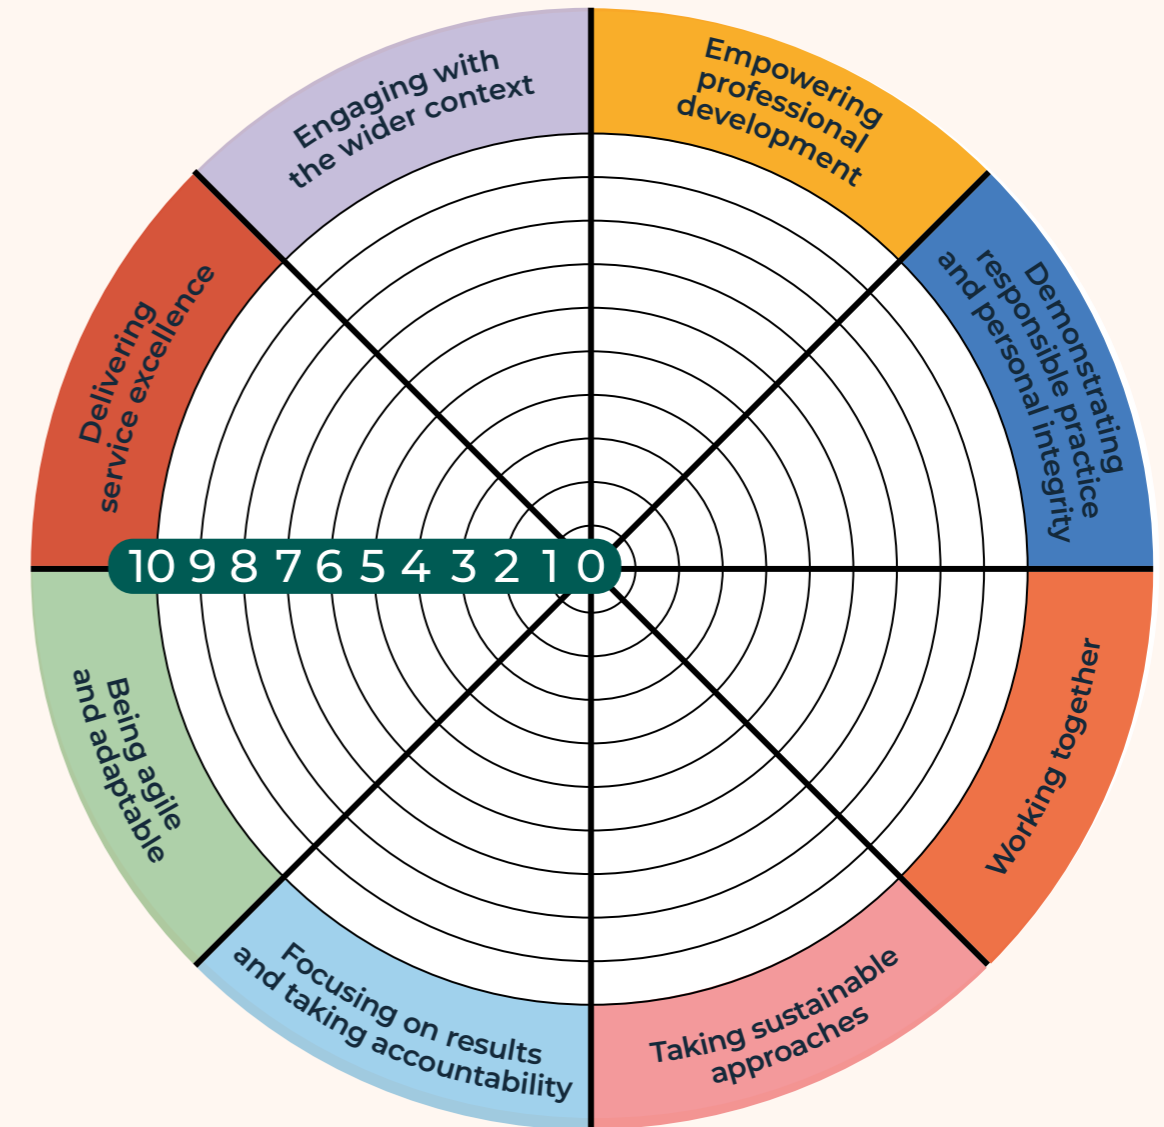 Engaging with
the wider context
Empowering
professional
development
Demonstrating
responsible practice
and personal integrity
Working together
Taking sustainable
approaches
Focusing on results
and taking accountability
Being agile
and adaptable
Delivering
service excellence
10 9 8 7 6 5 4 3 2 1 0